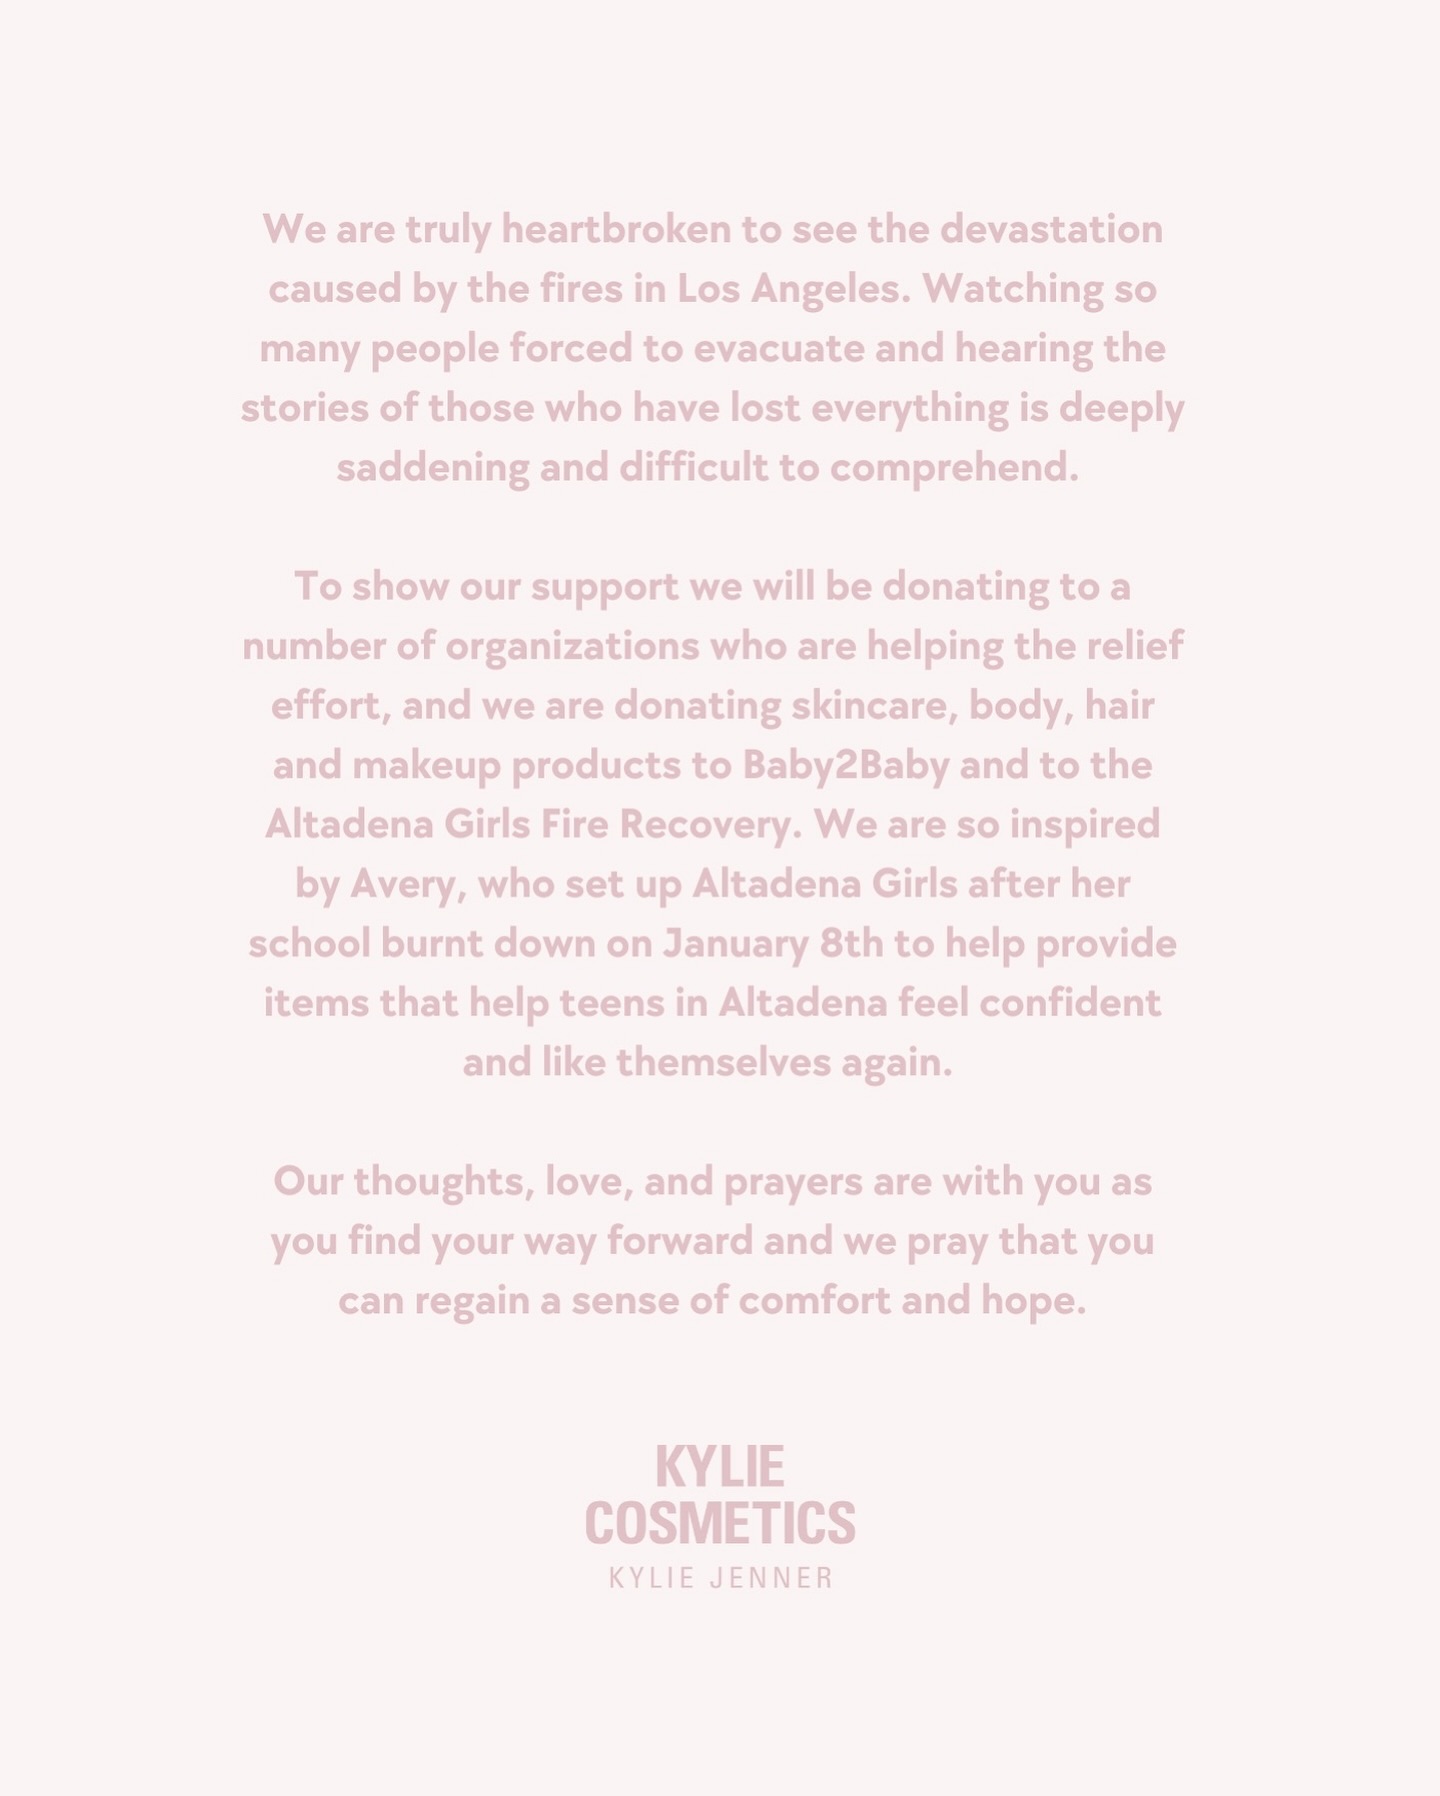 We are truly heartbroken to see the devastation
caused by the fires in Los Angeles. Watching so
many people forced to evacuate and hearing the
stories of those who have lost everything is deeply
saddening and difficult to comprehend.
To show our support we will be donating to a
number of organizations who are helping the relief
effort, and we are donating skincare, body, hair
and makeup products to Baby2Baby and to the
Altadena Girls Fire Recovery. We are so inspired
by Avery, who set up Altadena Girls after her
school burnt down on January 8th to help provide
items that help teens in Altadena feel confident
and like themselves again.
Our thoughts, love, and prayers are with you as
you find your way forward and we pray that you
can regain a sense of comfort and hope.
KYLIE
COSMETICS
KYLIE JENNER